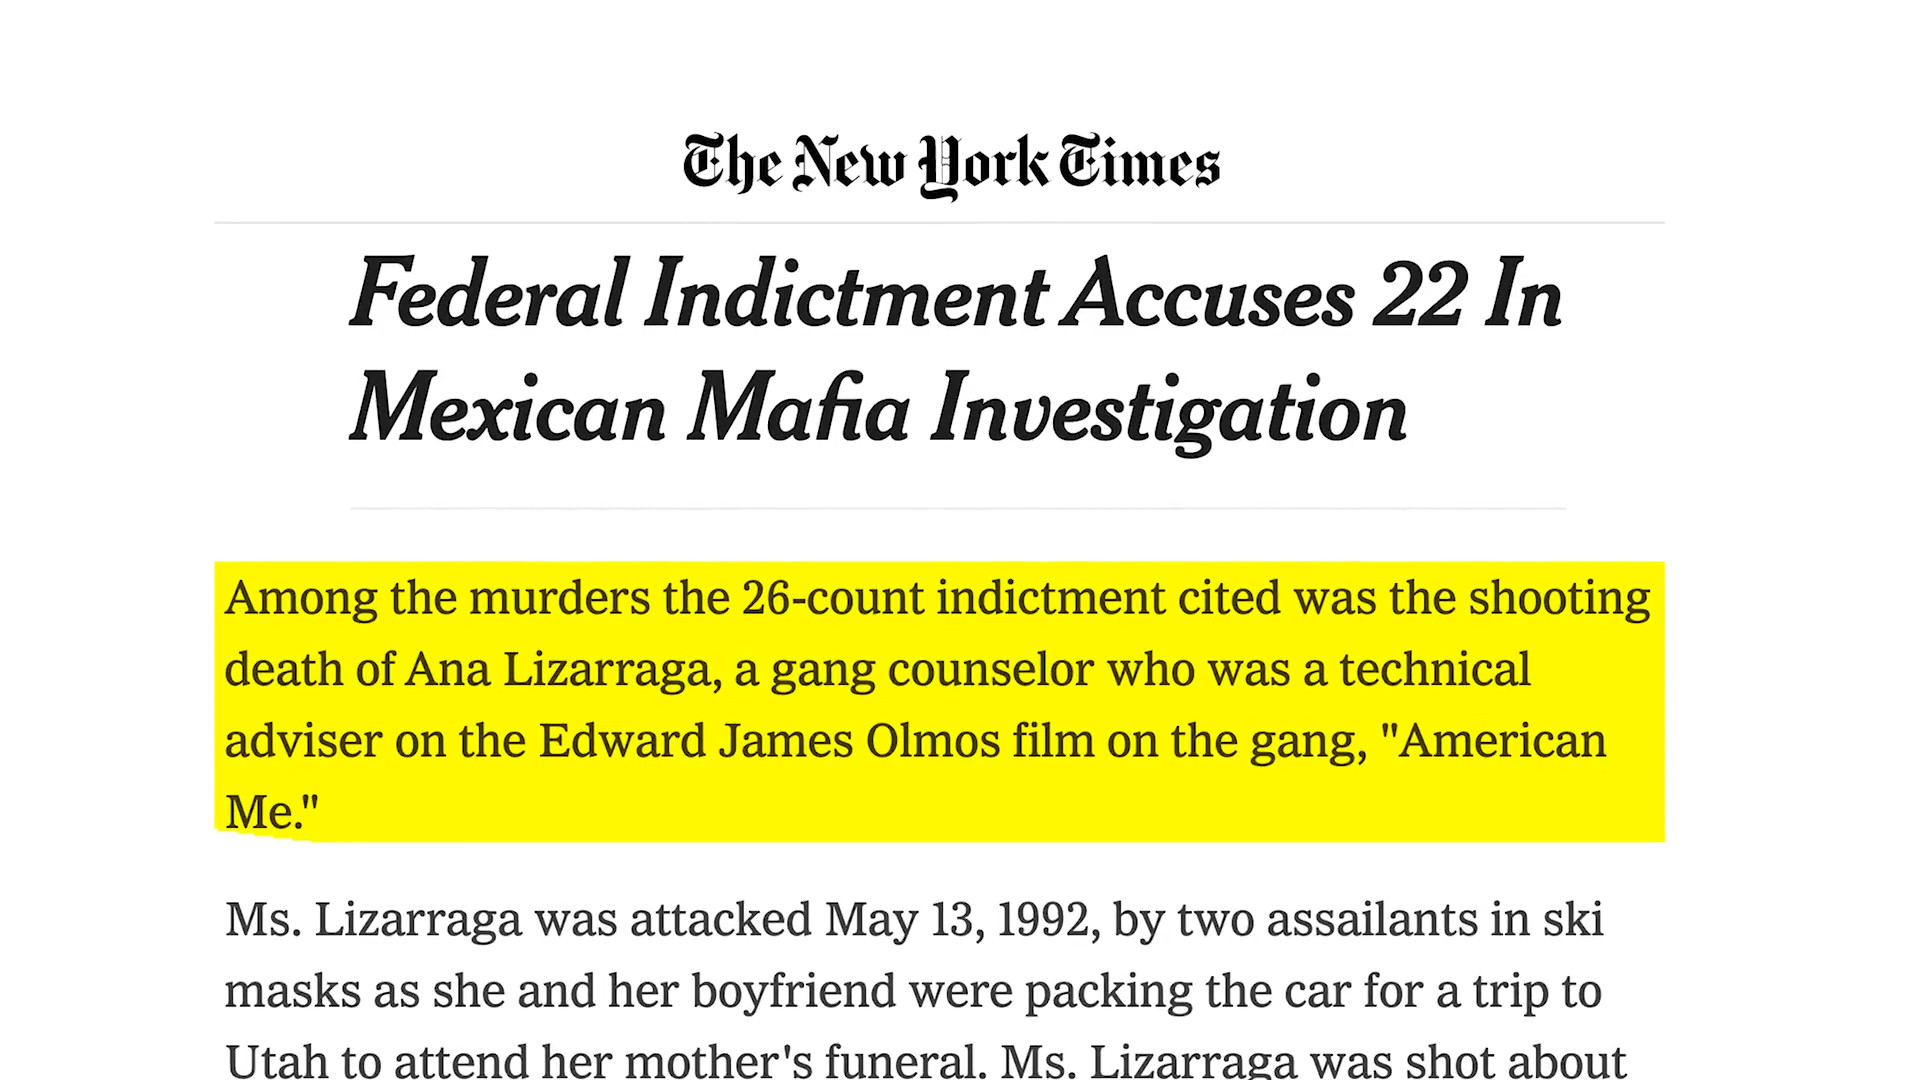 The New York Times
Federal Indictment Accuses 22 In
Mexican Mafia Investigation
Among the murders the 26-count indictment cited was the shooting
death of Ana Lizarraga, a gang counselor who was a technical
adviser on the Edward James Olmos film on the gang, "American
Me."
Ms. Lizarraga was attacked May 13, 1992, by two assailants in ski
masks as she and her boyfriend were packing the car for a trip to
Utah to attend her mother's funeral. Ms. Lizarraga was shot about